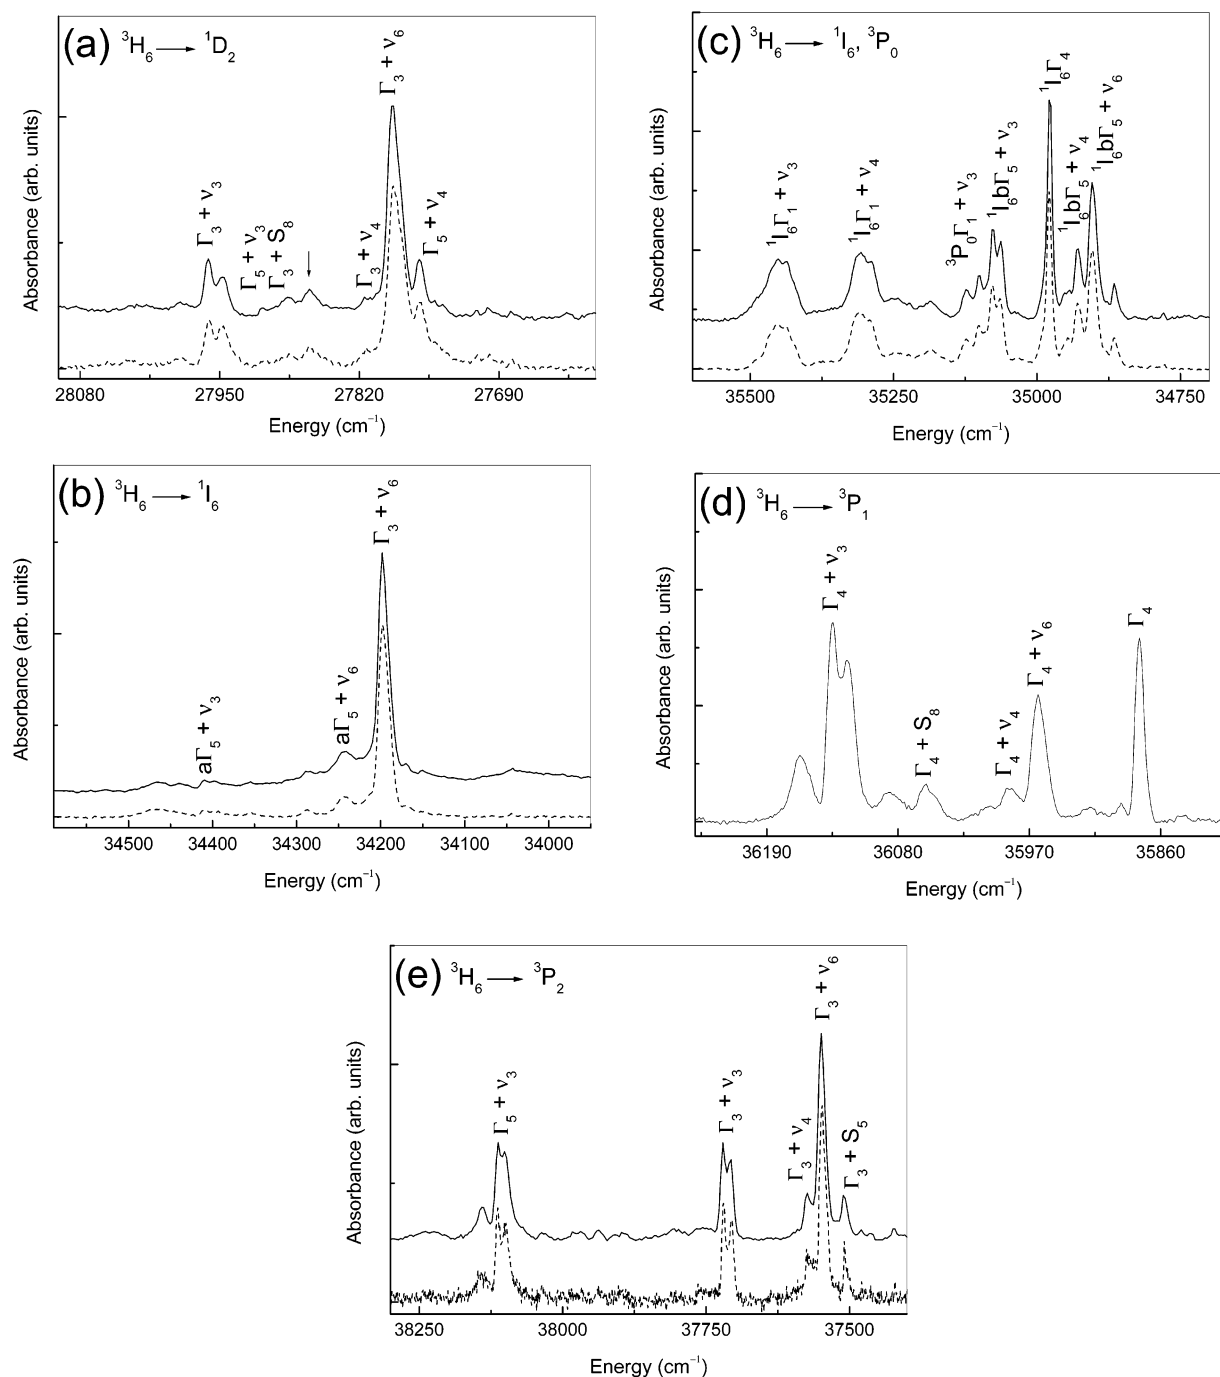 (a) ³H₆ ⟶ ¹D₂
Γ₃ + ν₃
Γ₅ + ν₃
Γ₃ + S₈
Γ₃ + ν₄
Γ₃ + ν₆
Γ₅ + ν₄
Absorbance (arb. units)
28080 27950 27820 27690
Energy (cm⁻¹)
(c) ³H₆ ⟶ ¹I₆, ³P₀
¹I₆Γ₁ + ν₃
¹I₆Γ₁ + ν₄
³P₀Γ₁ + ν₃
¹I₆bΓ₅ + ν₃
¹I₆Γ₄
¹I₆bΓ₅ + ν₄
¹I₆bΓ₅ + ν₆
Absorbance (arb. units)
35500 35250 35000 34750
Energy (cm⁻¹)
(b) ³H₆ ⟶ ¹I₆
aΓ₅ + ν₃
aΓ₅ + ν₆
Γ₃ + ν₆
Absorbance (arb. units)
34500 34400 34300 34200 34100 34000
Energy (cm⁻¹)
(d) ³H₆ ⟶ ³P₁
Γ₄ + ν₃
Γ₄ + S₈
Γ₄ + ν₄
Γ₄ + ν₆
Γ₄
Absorbance (arb. units)
36190 36080 35970 35860
Energy (cm⁻¹)
(e) ³H₆ ⟶ ³P₂
Γ₅ + ν₃
Γ₃ + ν₃
Γ₃ + ν₄
Γ₃ + ν₆
Γ₃ + S₅
Absorbance (arb. units)
38250 38000 37750 37500
Energy (cm⁻¹)